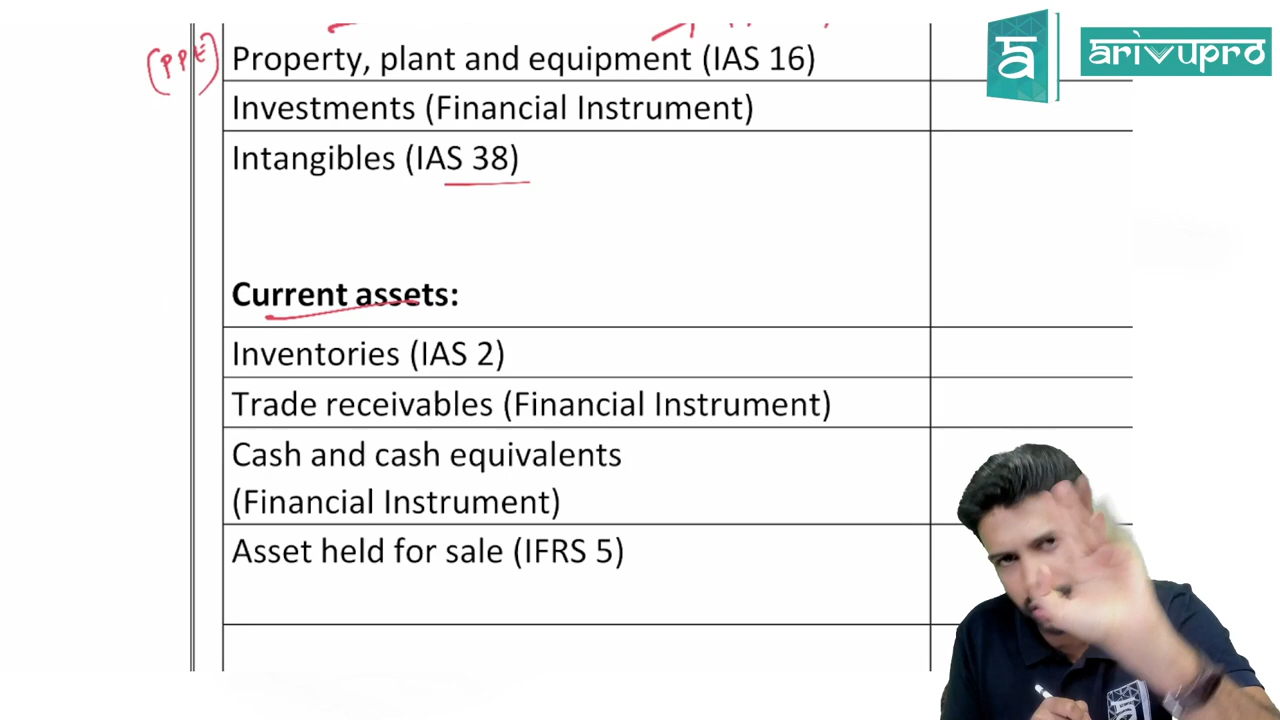 arivupro
(PPE) Property, plant and equipment (IAS 16)
Investments (Financial Instrument)
Intangibles (IAS 38)
Current assets:
Inventories (IAS 2)
Trade receivables (Financial Instrument)
Cash and cash equivalents
(Financial Instrument)
Asset held for sale (IFRS 5)